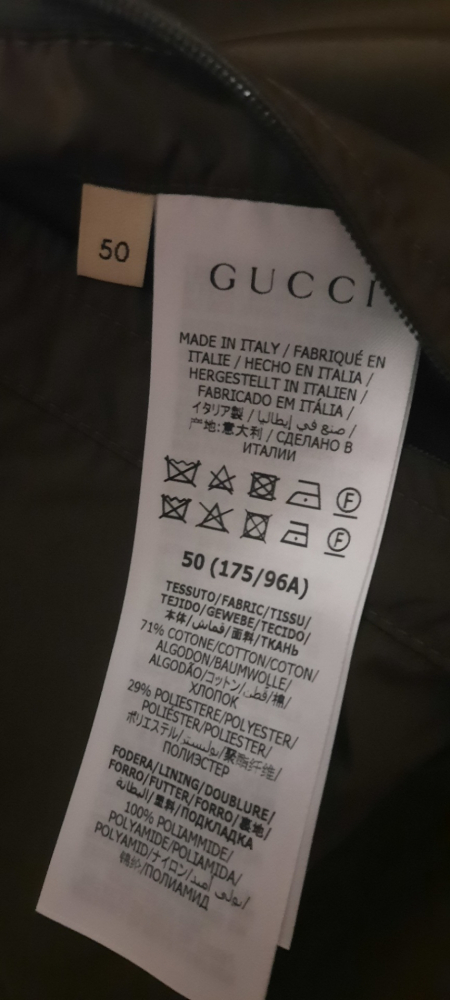 50
GUCCI
MADE IN ITALY / FABRIQUÉ EN
ITALIE / HECHO EN ITALIA /
HERGESTELLT IN ITALIEN /
FABRICADO EM ITÁLIA /
イタリア製 / صنع في إيطاليا /
产地:意大利 / СДЕЛАНО В
ИТАЛИИ
F
F
50 (175/96A)
TESSUTO/FABRIC/TISSU/
TEJIDO/GEWEBE/TECIDO/
本体/قماش/面料/ТКАНЬ
71% COTONE/COTTON/COTON/
ALGODON/BAUMWOLLE/
ALGODÃO/コットン/قطن/棉/
ХЛОПОК
29% POLIESTERE/POLYESTER/
POLIÉSTER/POLIESTER/
ポリエステル/بوليستر/聚酯纤维/
ПОЛИЭСТЕР
FODERA/LINING/DOUBLURE/
FORRO/FUTTER/FORRO/裏地/
البطانة/里料/ПОДКЛАДКА
100% POLIAMMIDE/
POLYAMIDE/POLIAMIDA/
POLYAMID/ナイロン/بولي أميد/
锦纶/ПОЛИАМИД